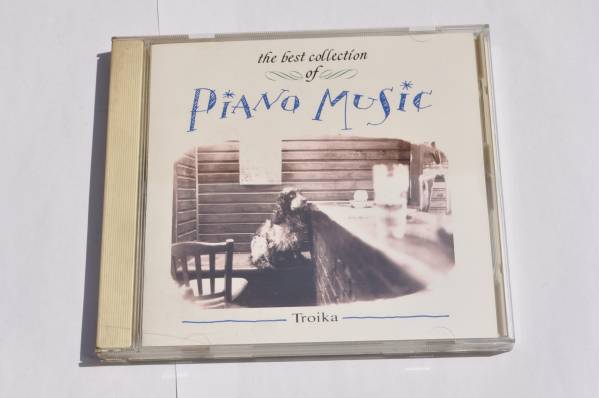 the best collection
of
PIANO MUSIC
Troika